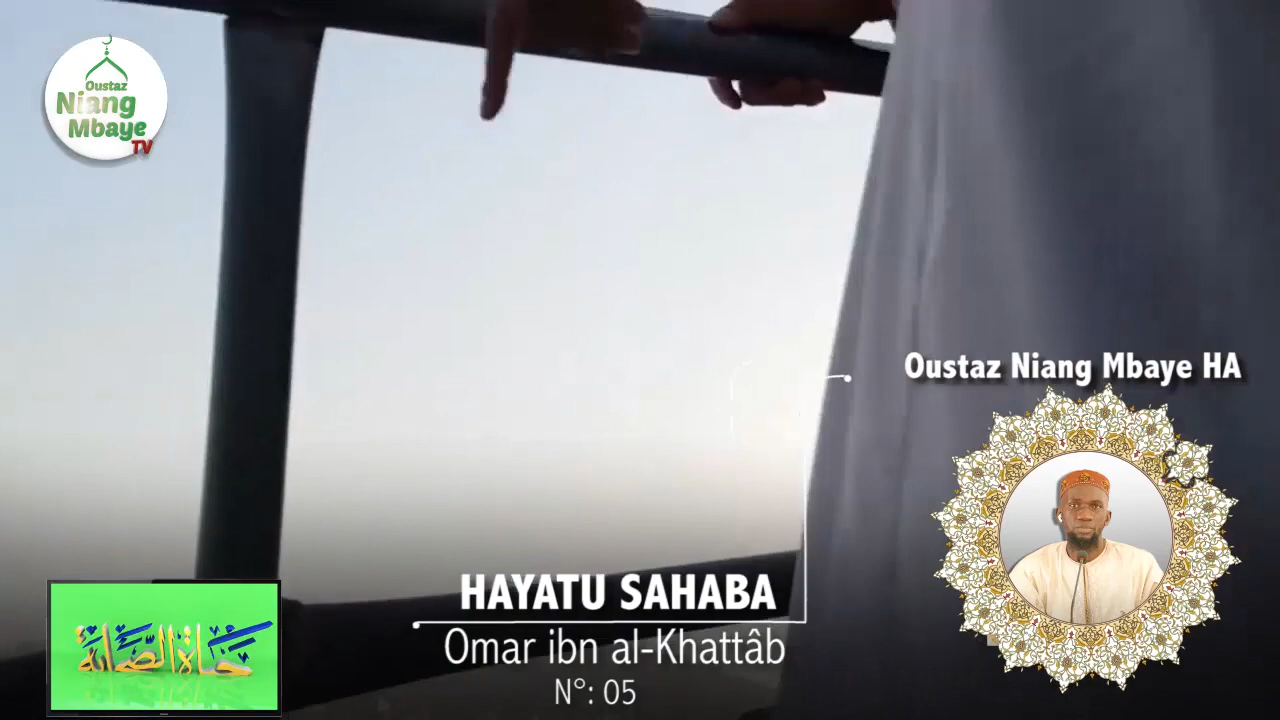 Oustaz
Niang
Mbaye
TV
Oustaz Niang Mbaye HA
HAYATU SAHABA
Omar ibn al-Khattâb
N°: 05
حياة الصحابة